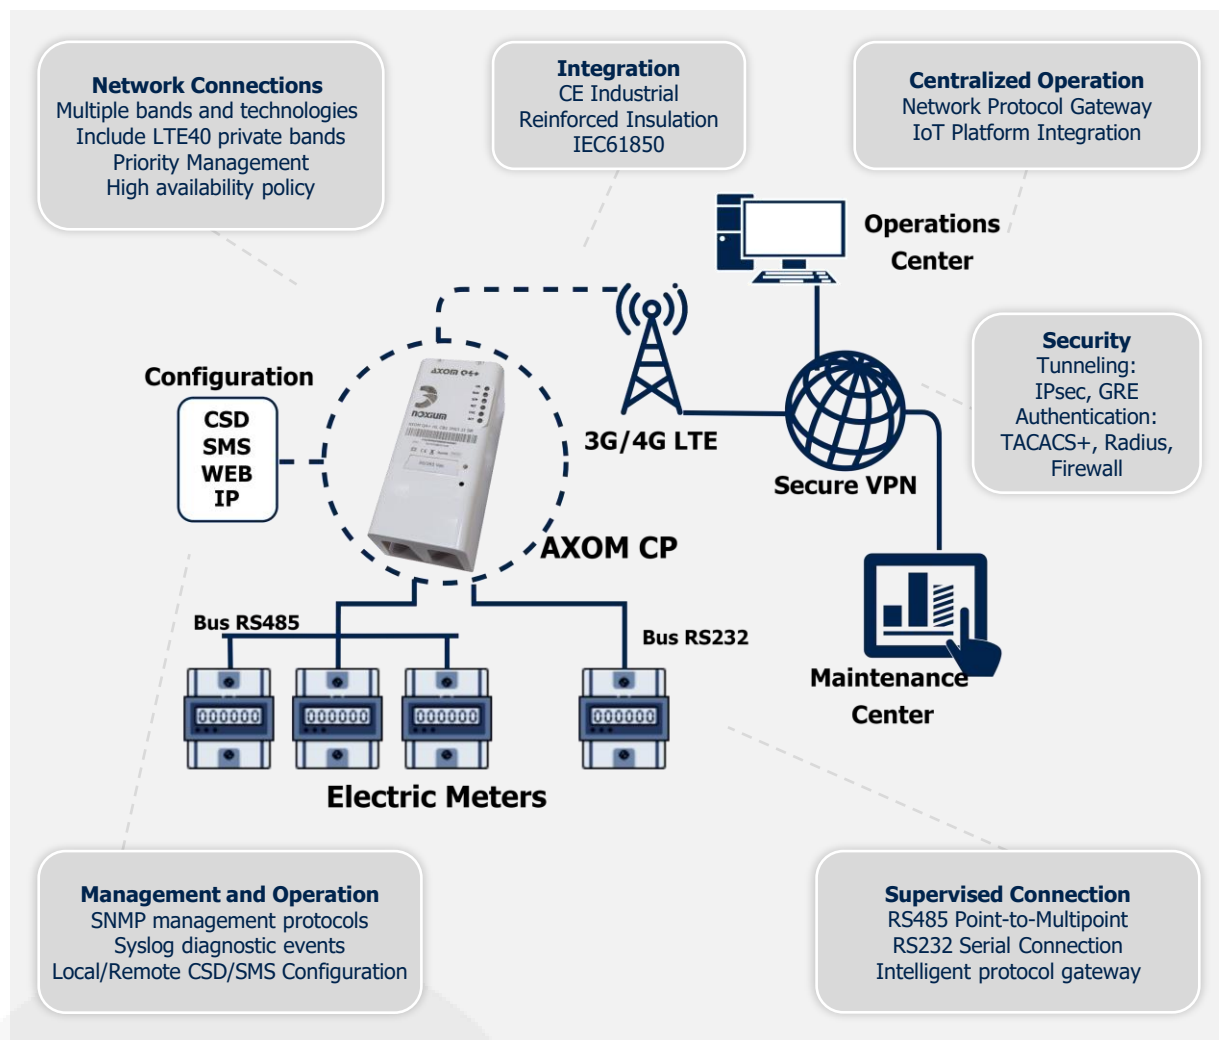 Network Connections
Multiple bands and technologies
Include LTE40 private bands
Priority Management
High availability policy
Integration
CE Industrial
Reinforced Insulation
IEC61850
Centralized Operation
Network Protocol Gateway
IoT Platform Integration
Operations
Center
Security
Tunneling:
IPsec, GRE
Authentication:
TACACS+, Radius,
Firewall
Configuration
CSD
SMS
WEB
IP
noxium
3G/4G LTE
Secure VPN
AXOM CP
Bus RS485
Bus RS232
Maintenance
Center
000000
000000
000000
000000
Electric Meters
Management and Operation
SNMP management protocols
Syslog diagnostic events
Local/Remote CSD/SMS Configuration
Supervised Connection
RS485 Point-to-Multipoint
RS232 Serial Connection
Intelligent protocol gateway